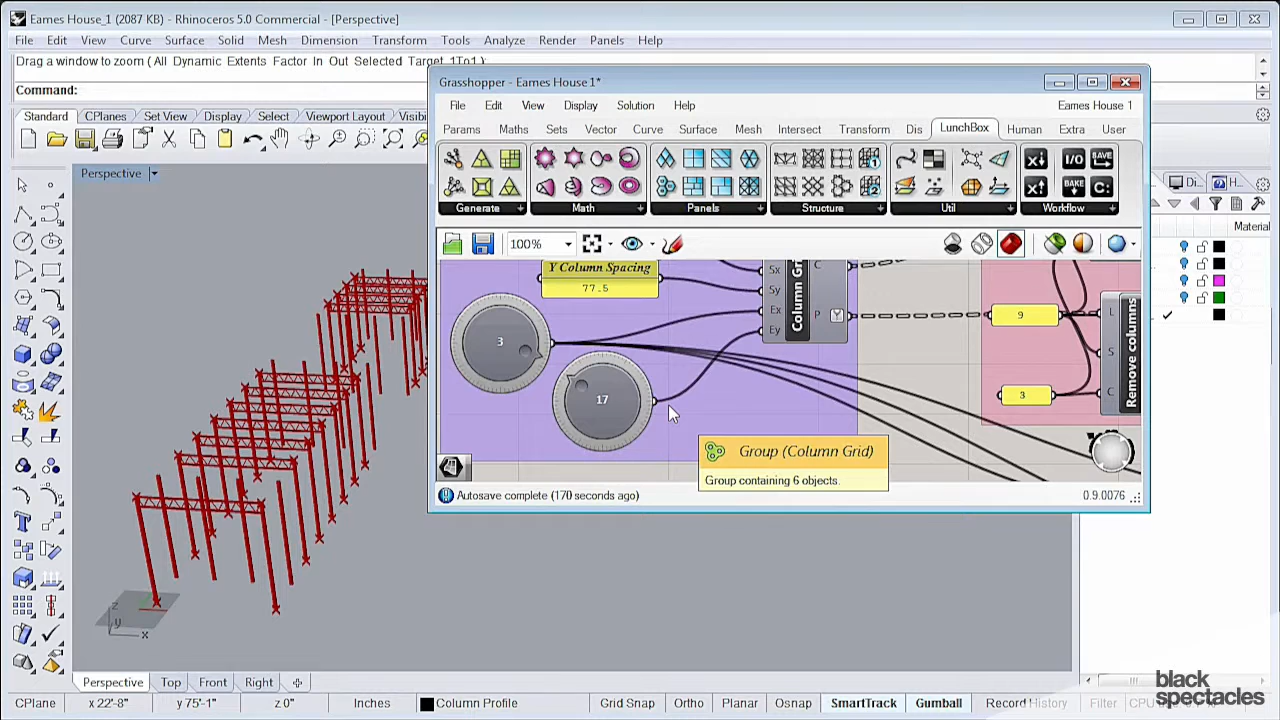 Eames House_1 (2087 KB) - Rhinoceros 5.0 Commercial - [Perspective]
File Edit View Curve Surface Solid Mesh Dimension Transform Tools Analyze Render Panels Help
Drag a window to zoom ( All Dynamic Extents Factor In Out Selected Target 1To1 ):
Command:
Standard CPlanes Set View Display Select Viewport Layout Visibi
Perspective
Grasshopper - Eames House 1*
File Edit View Display Solution Help Eames House 1
Params Maths Sets Vector Curve Surface Mesh Intersect Transform Dis LunchBox Human Extra User
I/O SAVE
BAKE C:
Generate Math Panels Structure Util Workflow
100%
Y Column Spacing
77.5
Sx
Sy
Ex
Ey
Column Gr
C
P
3
17
9
3
L
S
C
Remove columns
Group (Column Grid)
Group containing 6 objects.
Autosave complete (170 seconds ago) 0.9.0076
Di... H...
Material
z
y
x
Perspective Top Front Right
CPlane x 22'-8" y 75'-1" z 0" Inches Column Profile Grid Snap Ortho Planar Osnap SmartTrack Gumball Record History Filter
black
spectacles